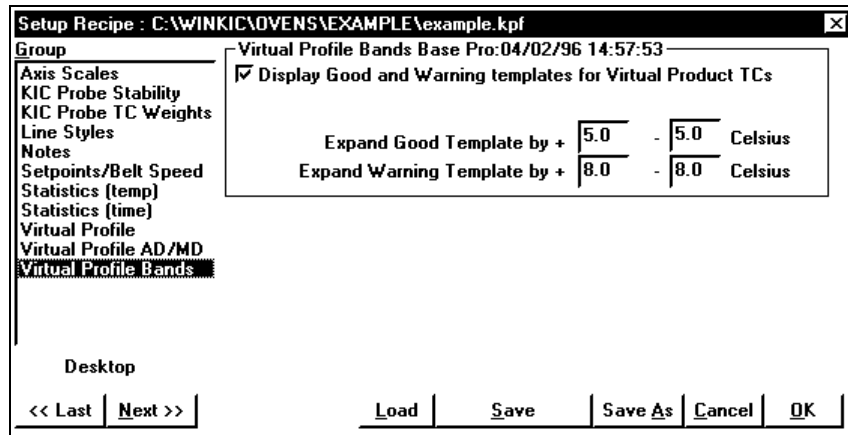 Setup Recipe : C:\WINKIC\OVENS\EXAMPLE\example.kpf
Group
Axis Scales
KIC Probe Stability
KIC Probe TC Weights
Line Styles
Notes
Setpoints/Belt Speed
Statistics (temp)
Statistics (time)
Virtual Profile
Virtual Profile AD/MD
Virtual Profile Bands
Desktop
Virtual Profile Bands Base Pro:04/02/96 14:57:53
Display Good and Warning templates for Virtual Product TCs
Expand Good Template by + 5.0 - 5.0 Celsius
Expand Warning Template by + 8.0 - 8.0 Celsius
<< Last Next >> Load Save Save As Cancel OK